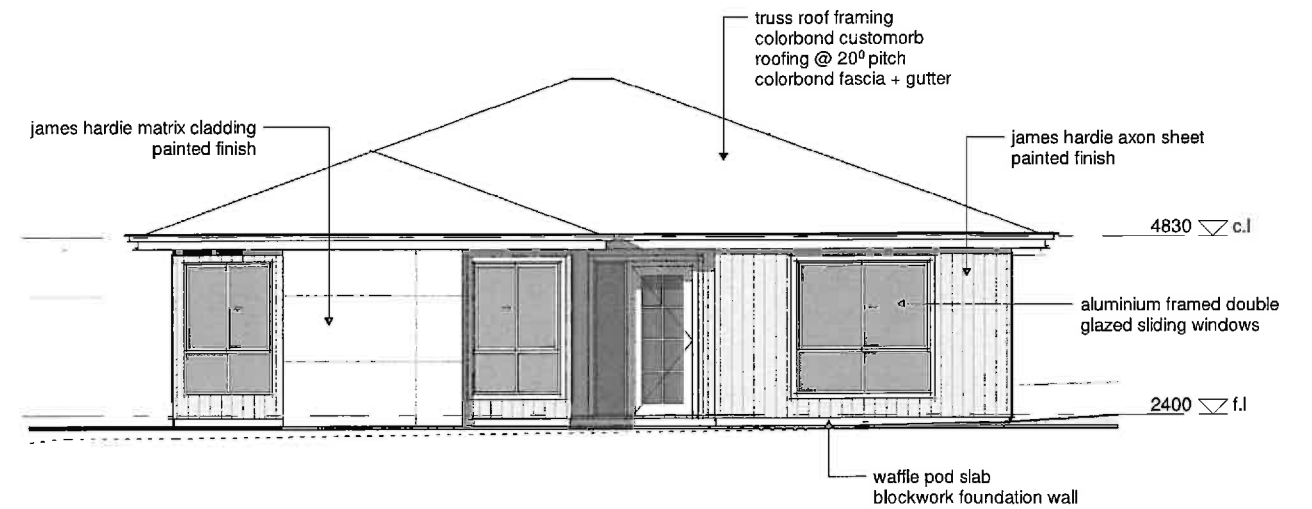 truss roof framing
colorbond customorb
roofing @ 20⁰ pitch
colorbond fascia + gutter
james hardie matrix cladding
painted finish
james hardie axon sheet
painted finish
4830 c.l
aluminium framed double
glazed sliding windows
2400 f.l
waffle pod slab
blockwork foundation wall